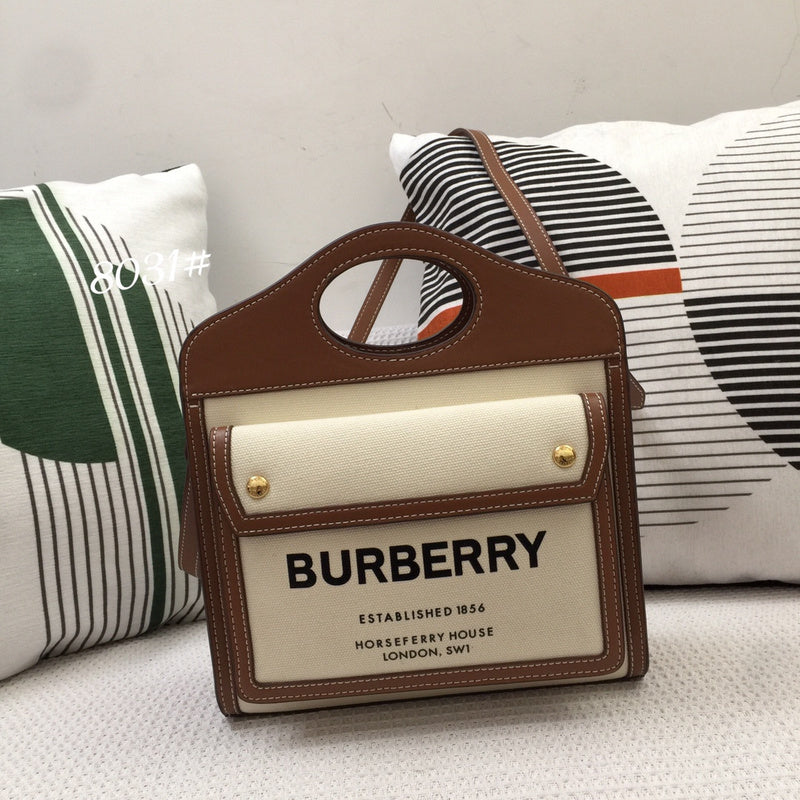 8031#
BURBERRY
ESTABLISHED 1856
HORSEFERRY HOUSE
LONDON, SW1